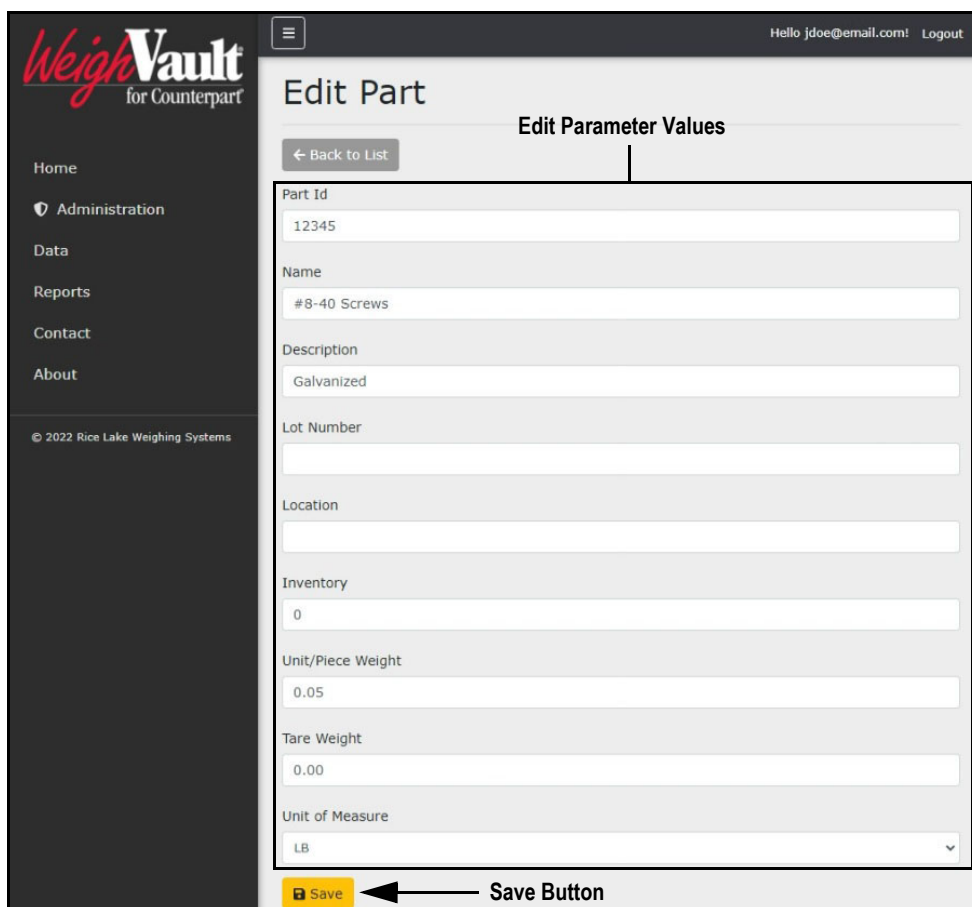 WeighVault
for Counterpart®
Home
Administration
Data
Reports
Contact
About
© 2022 Rice Lake Weighing Systems
Hello jdoe@email.com! Logout
Edit Part
Edit Parameter Values
← Back to List
Part Id
12345
Name
#8-40 Screws
Description
Galvanized
Lot Number
Location
Inventory
0
Unit/Piece Weight
0.05
Tare Weight
0.00
Unit of Measure
LB
Save
Save Button